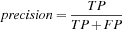 precision = TP / (TP + FP)